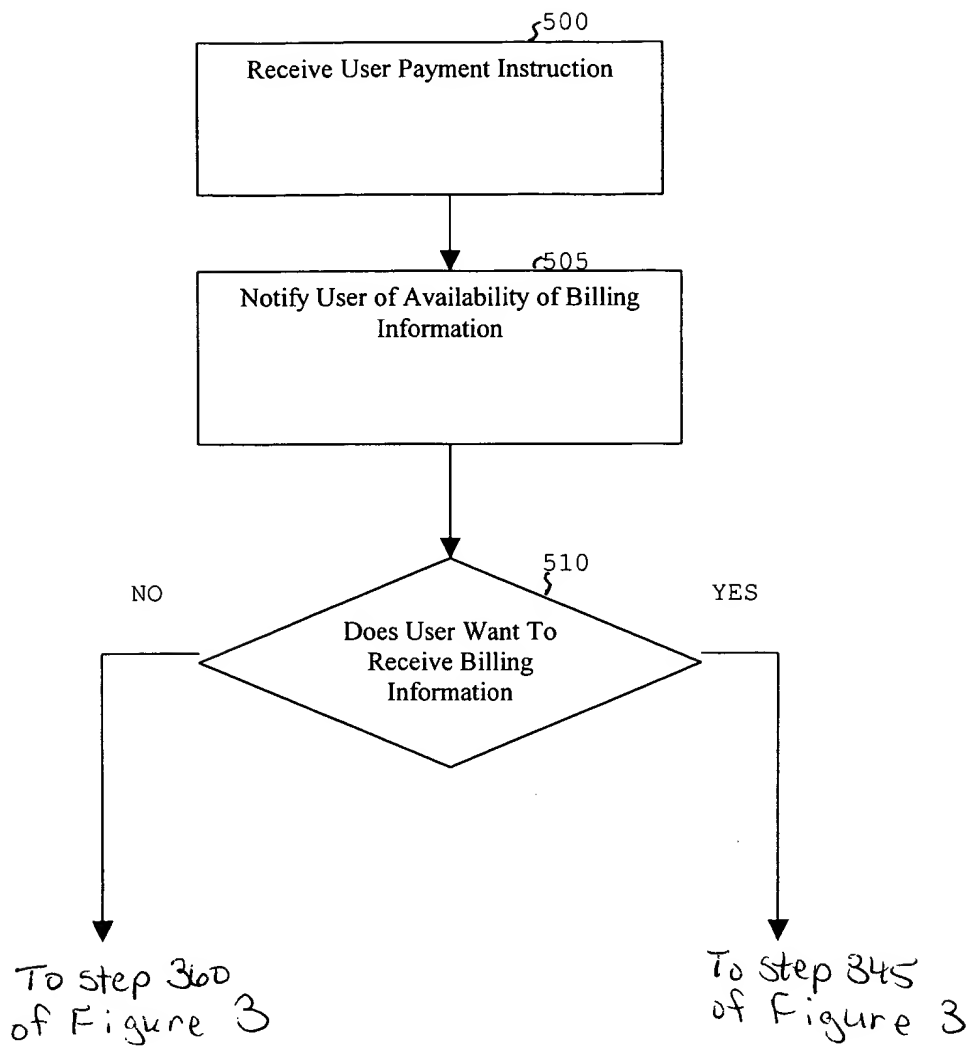 500
Receive User Payment Instruction
505
Notify User of Availability of Billing
Information
510
NO
YES
Does User Want To
Receive Billing
Information
To step 360
of Figure 3
To step 345
of Figure 3